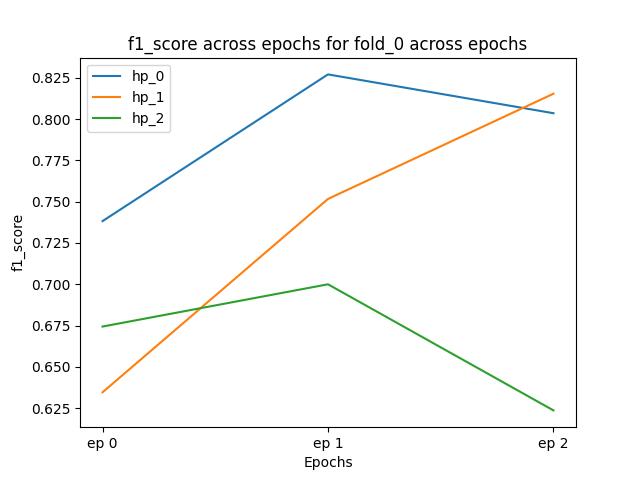 f1_score across epochs for fold_0 across epochs
hp_0
hp_1
hp_2
f1_score
0.825
0.800
0.775
0.750
0.725
0.700
0.675
0.650
0.625
ep 0
ep 1
ep 2
Epochs